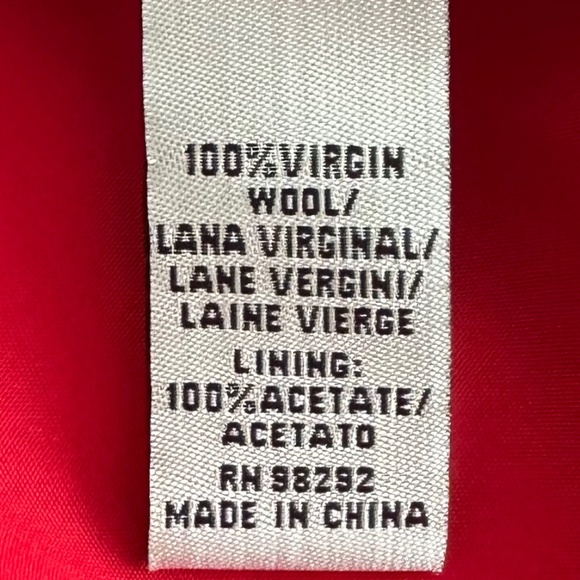 100%VIRGIN
WOOL/
LANA VIRGINAL/
LANE VERGINI/
LAINE VIERGE
LINING:
100%ACETATE/
ACETATO
RN 98292
MADE IN CHINA